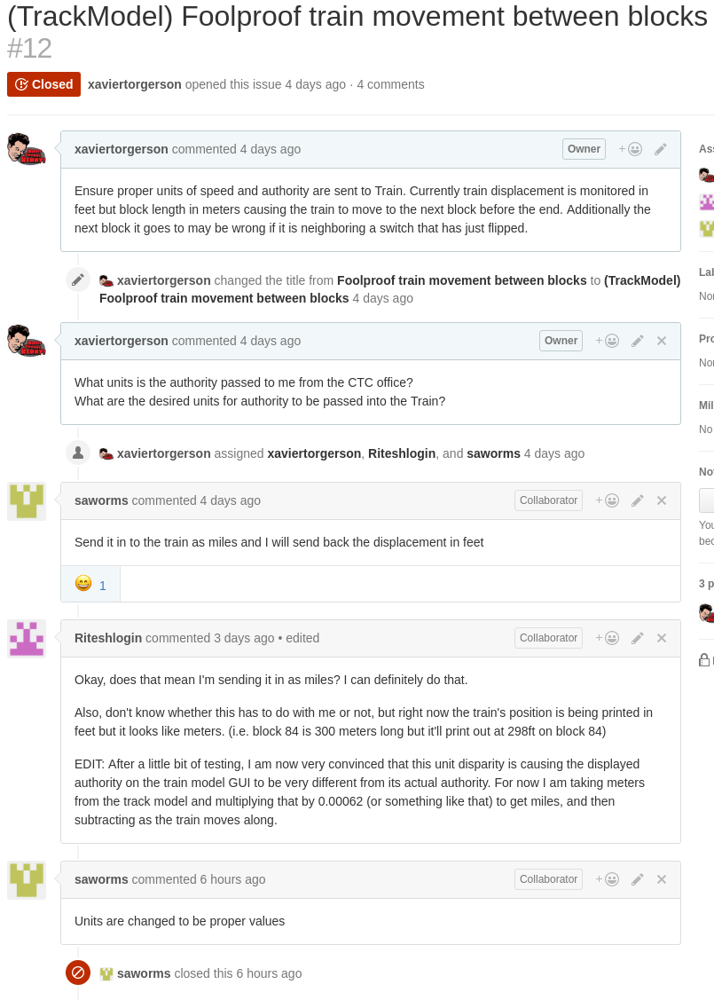 (TrackModel) Foolproof train movement between blocks
#12
Closed xaviertorgerson opened this issue 4 days ago · 4 comments
xaviertorgerson commented 4 days ago Owner
Ensure proper units of speed and authority are sent to Train. Currently train displacement is monitored in
feet but block length in meters causing the train to move to the next block before the end. Additionally the
next block it goes to may be wrong if it is neighboring a switch that has just flipped.
xaviertorgerson changed the title from Foolproof train movement between blocks to (TrackModel)
Foolproof train movement between blocks 4 days ago
xaviertorgerson commented 4 days ago Owner
What units is the authority passed to me from the CTC office?
What are the desired units for authority to be passed into the Train?
xaviertorgerson assigned xaviertorgerson, Riteshlogin, and saworms 4 days ago
saworms commented 4 days ago Collaborator
Send it in to the train as miles and I will send back the displacement in feet
1
Riteshlogin commented 3 days ago • edited Collaborator
Okay, does that mean I'm sending it in as miles? I can definitely do that.
Also, don't know whether this has to do with me or not, but right now the train's position is being printed in
feet but it looks like meters. (i.e. block 84 is 300 meters long but it'll print out at 298ft on block 84)
EDIT: After a little bit of testing, I am now very convinced that this unit disparity is causing the displayed
authority on the train model GUI to be very different from its actual authority. For now I am taking meters
from the track model and multiplying that by 0.00062 (or something like that) to get miles, and then
subtracting as the train moves along.
saworms commented 6 hours ago Collaborator
Units are changed to be proper values
saworms closed this 6 hours ago
Ass
Lab
Nor
Pro
Nor
Mil
No
Not
You
bec
3 p